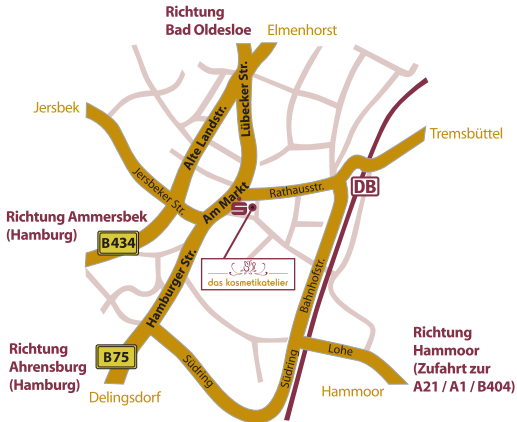 Richtung
Bad Oldesloe
Elmenhorst
Jersbek
Alte Landstr.
Lübecker Str.
Tremsbüttel
Jersbeker Str.
Am Markt
Rathausstr.
DB
S
Richtung Ammersbek
(Hamburg)
B434
das kosmetikatelier
Hamburger Str.
Bahnhofstr.
Richtung
Ahrensburg
(Hamburg)
B75
Delingsdorf
Südring
Südring
Lohe
Hammoor
Richtung
Hammoor
(Zufahrt zur
A21 / A1 / B404)